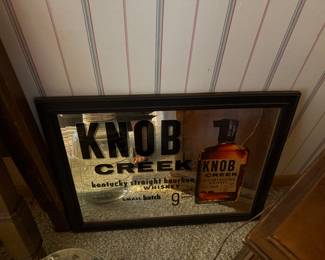 KNOB
CREEK
kentucky straight bourbon
WHISKEY
small batch
9
KNOB
CREEK